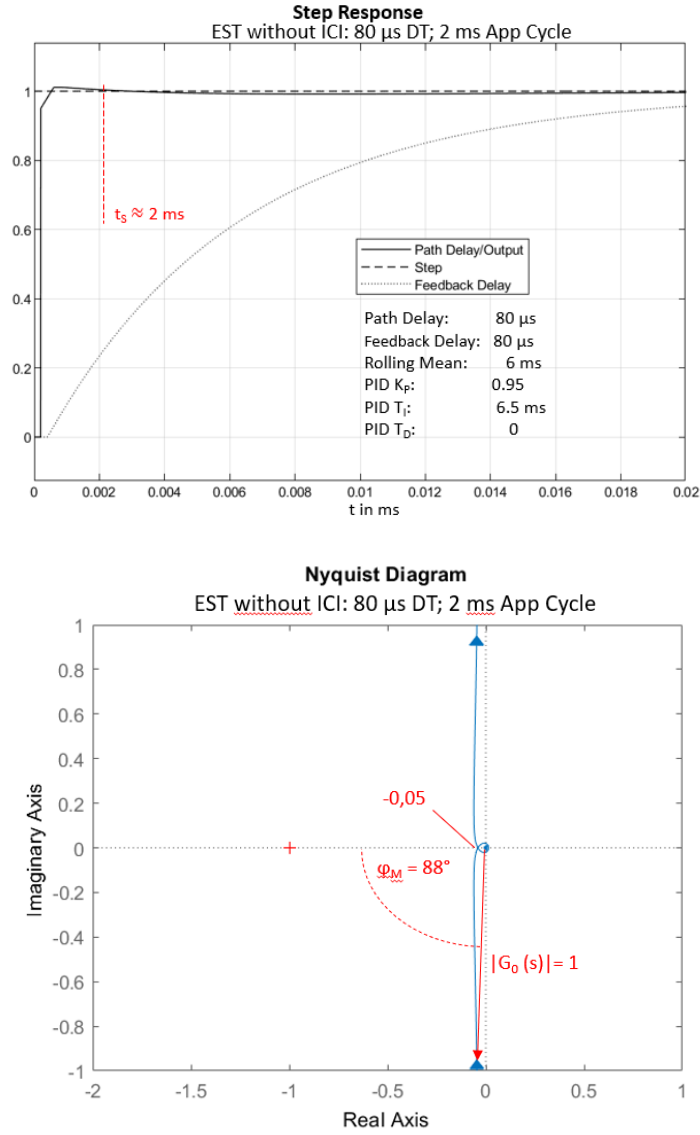 Step Response
EST without ICI: 80 µs DT; 2 ms App Cycle
1
0.8
tS ≈ 2 ms
0.6
Path Delay/Output
Step
Feedback Delay
0.4
Path Delay: 80 µs
Feedback Delay: 80 µs
0.2
Rolling Mean: 6 ms
PID KP: 0.95
PID TI: 6.5 ms
PID TD: 0
0
0 0.002 0.004 0.006 0.008 0.01 0.012 0.014 0.016 0.018 0.02
t in ms
Nyquist Diagram
EST without ICI: 80 µs DT; 2 ms App Cycle
1
0.8
0.6
0.4
0.2
-0,05
0
φM = 88°
-0.2
-0.4
|G0 (s)|= 1
-0.6
-0.8
-1
Imaginary Axis
-2 -1.5 -1 -0.5 0 0.5 1
Real Axis